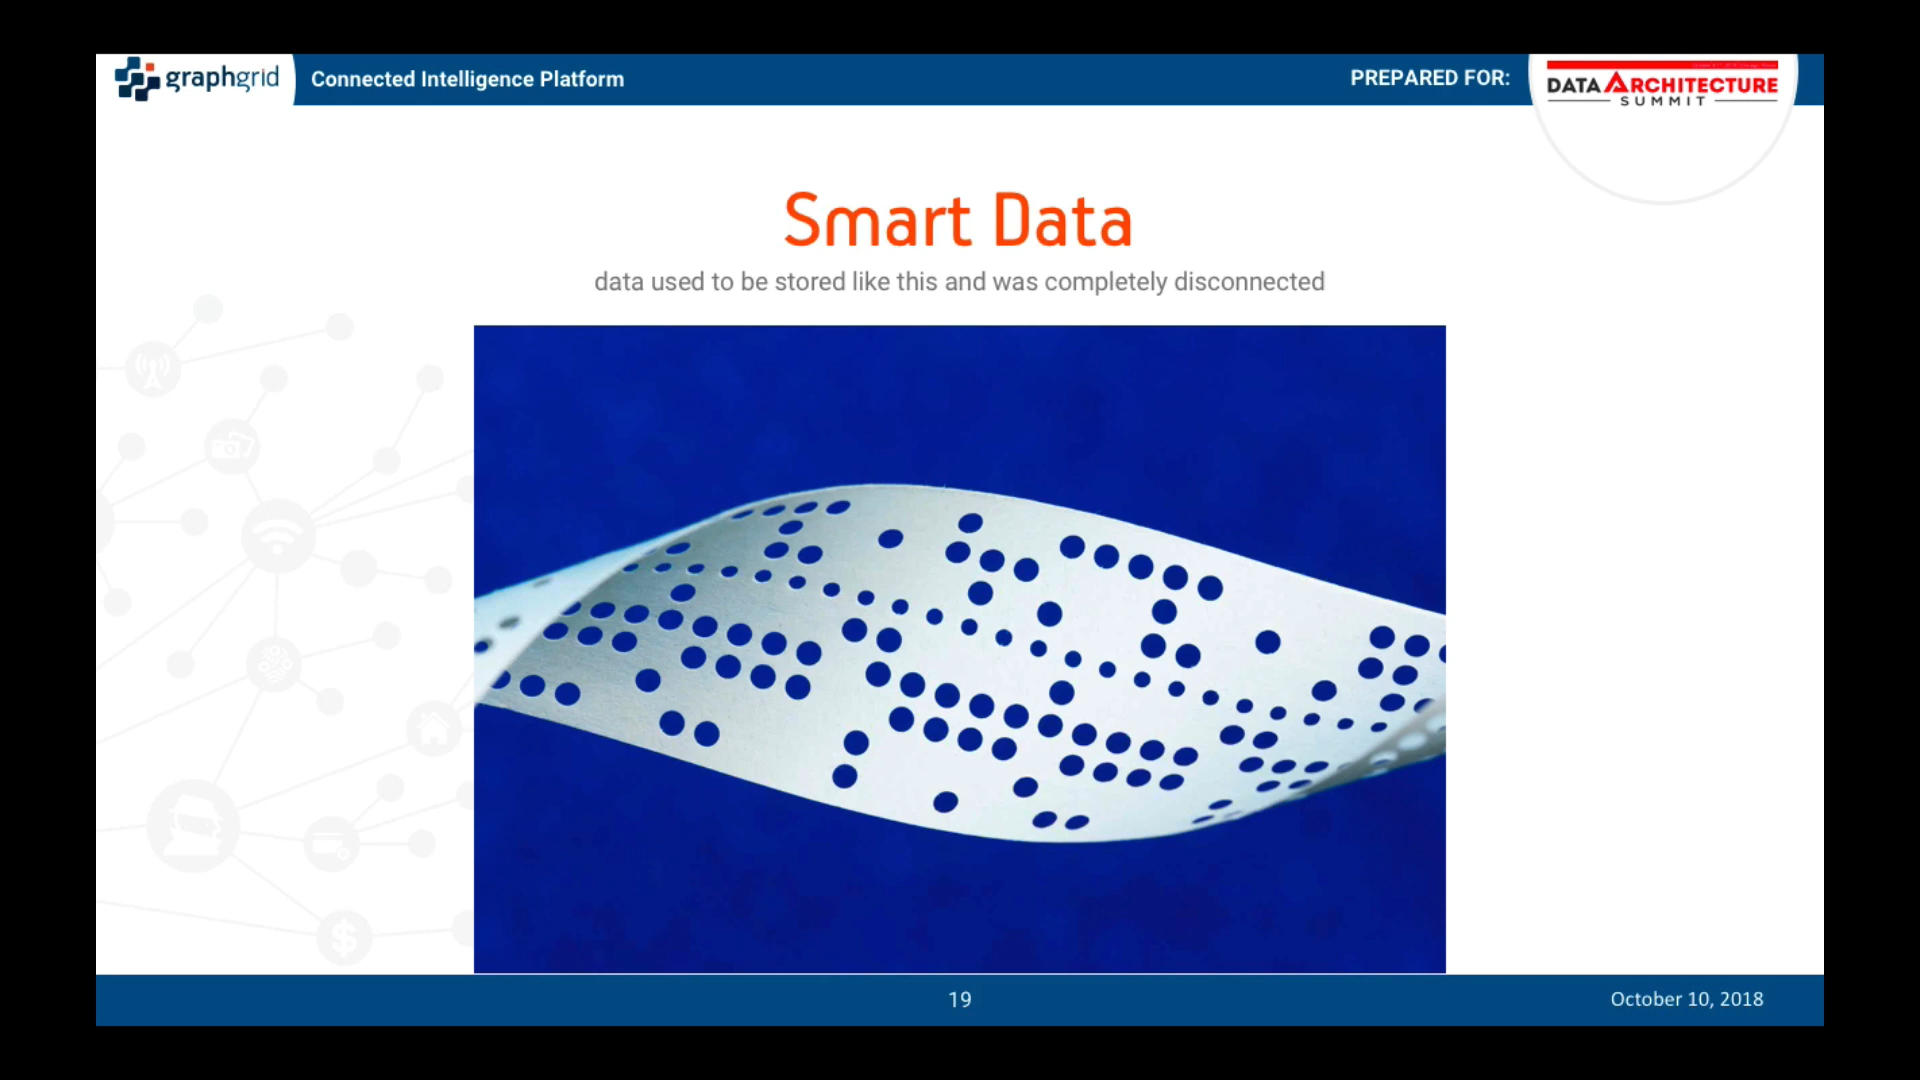 graphgrid
Connected Intelligence Platform
PREPARED FOR:
DATA ARCHITECTURE
SUMMIT
Smart Data
data used to be stored like this and was completely disconnected
19
October 10, 2018